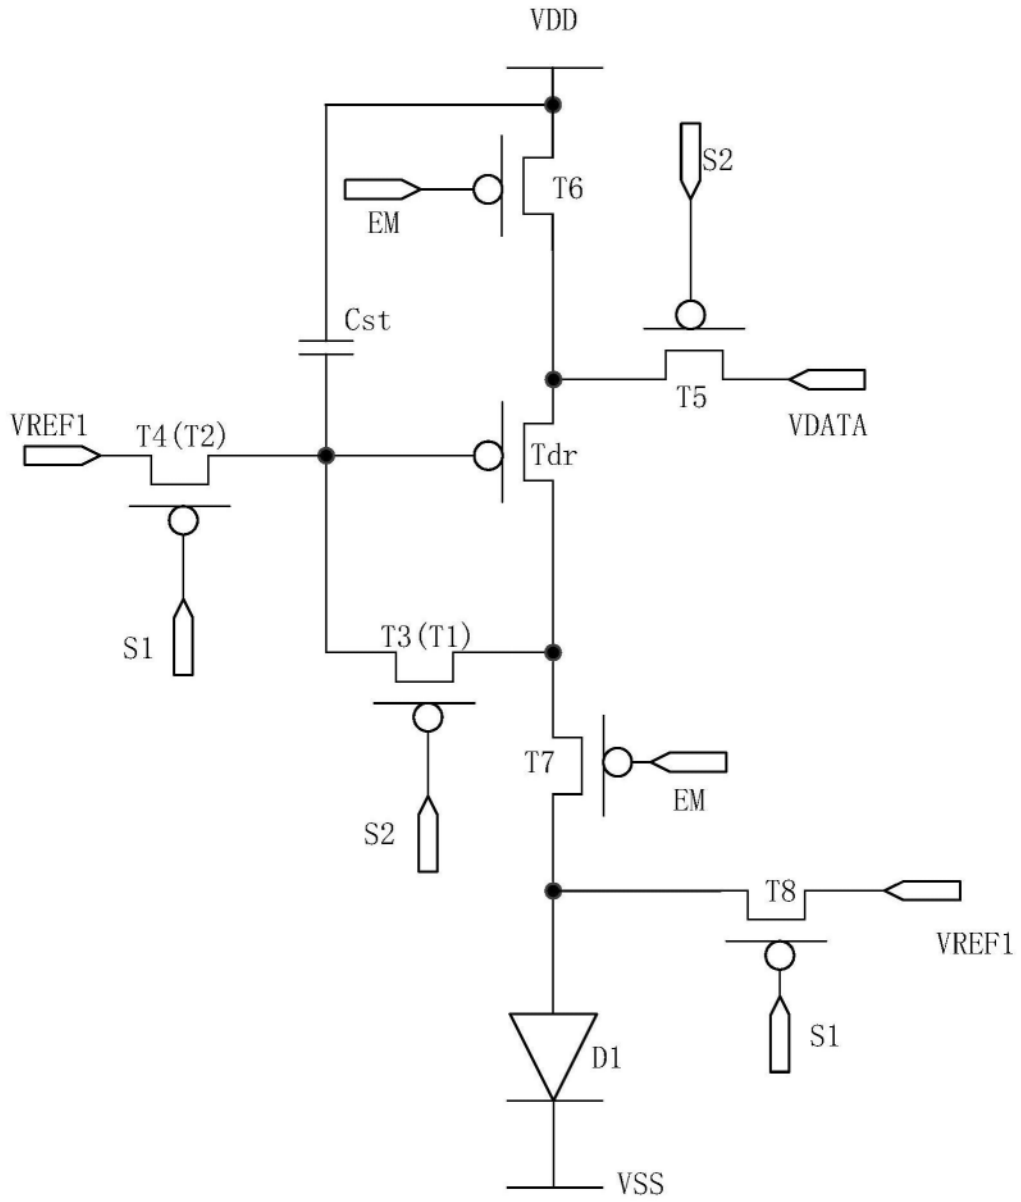 VDD
S2
T6
EM
Cst
T5
VDATA
VREF1
T4(T2)
Tdr
S1
T3(T1)
T7
EM
S2
T8
VREF1
S1
D1
VSS